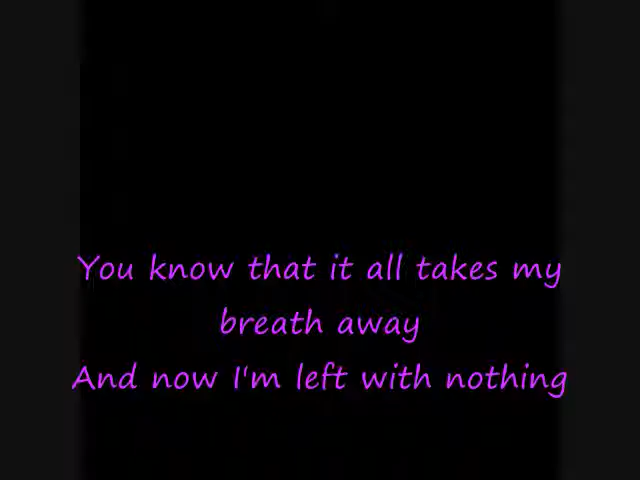 You know that it all takes my
breath away
And now I'm left with nothing